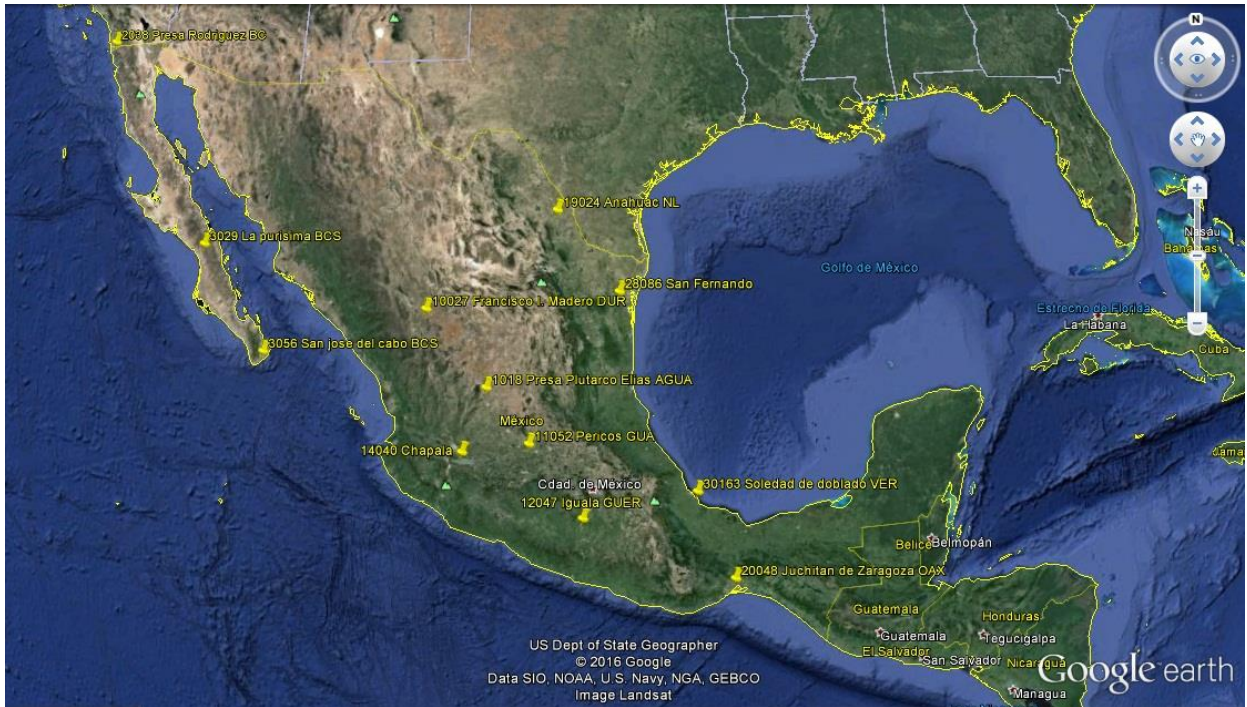 N
2038 Presa Rodriguez BC
19024 Anahuac NL
3029 La purisima BCS
Nasáu
Bahamas
Golfo de México
28086 San Fernando
10027 Francisco I. Madero DUR
Estrecho de Florida
La Habana
3056 San jose del cabo BCS
Cuba
1018 Presa Plutarco Elias AGUA
México
11052 Pericos GUA
14040 Chapala
Jama
Cdad. de México
30163 Soledad de doblado VER
12047 Iguala GUER
Belice
Belmopán
20048 Juchitan de Zaragoza OAX
Guatemala
Honduras
Guatemala
Tegucigalpa
El Salvador
San Salvador
Nicaragua
Managua
US Dept of State Geographer
© 2016 Google
Data SIO, NOAA, U.S. Navy, NGA, GEBCO
Image Landsat
Google earth